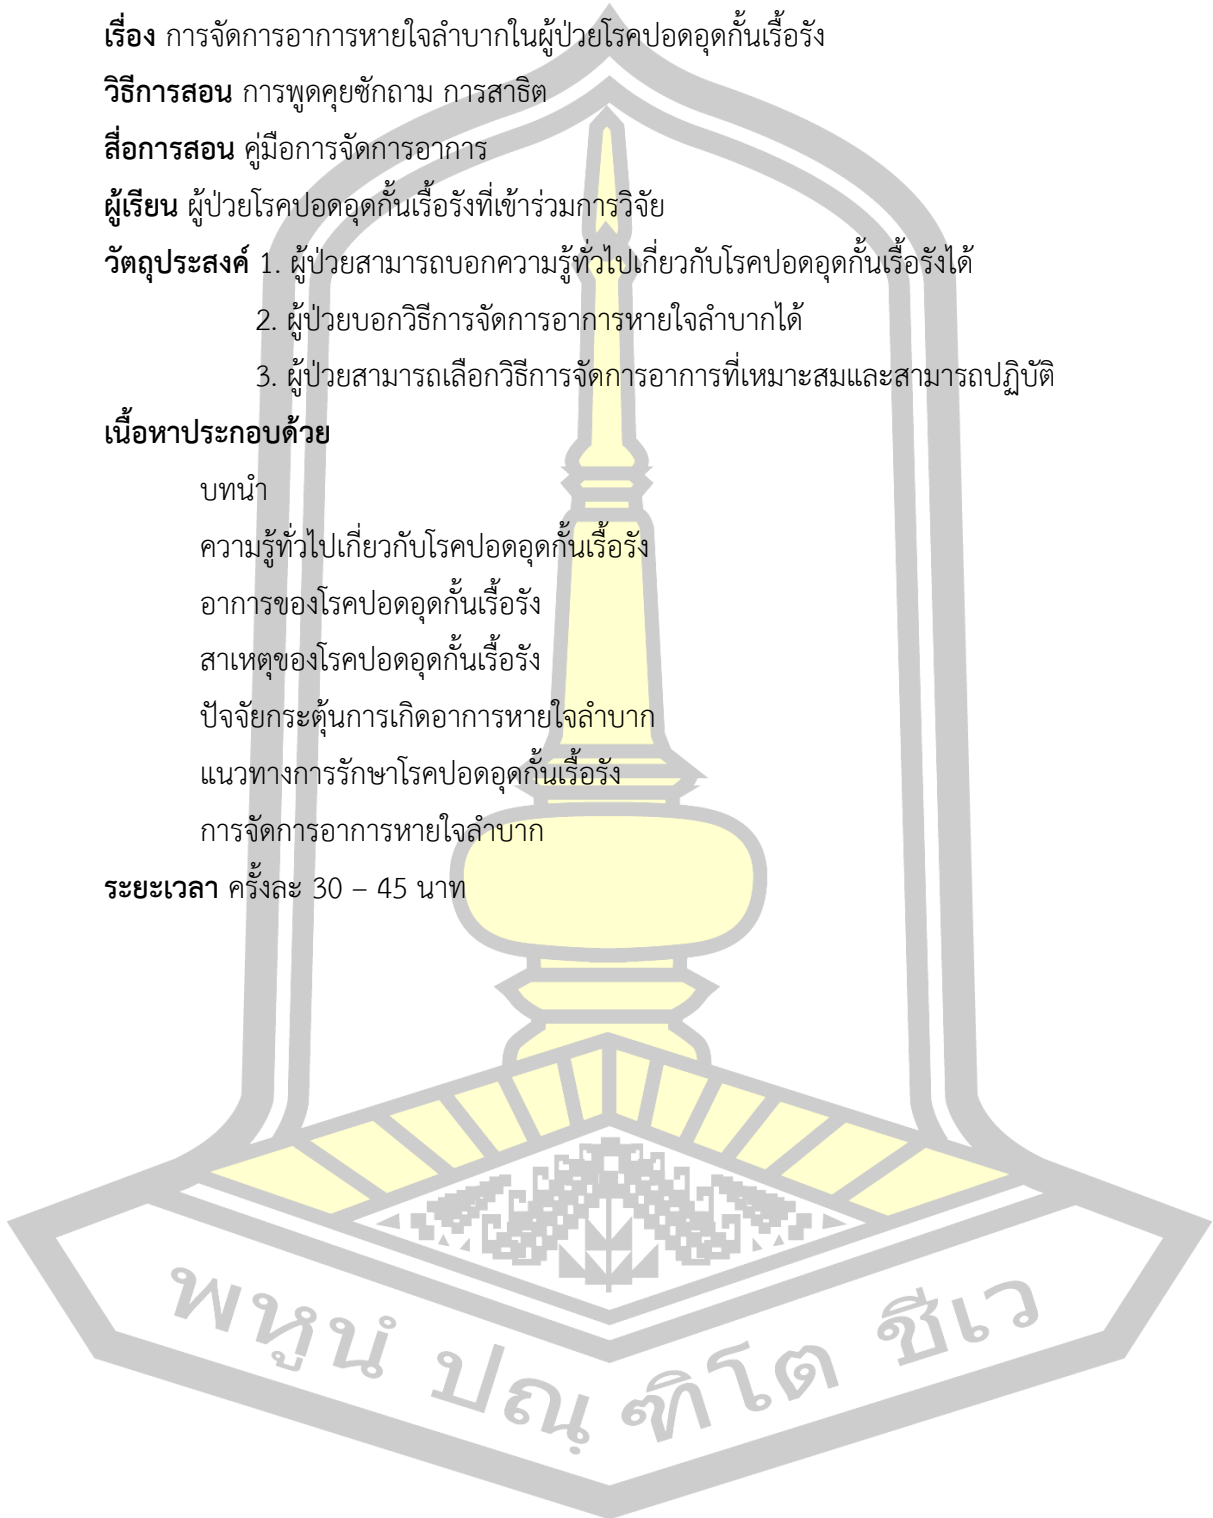 เรื่อง การจัดการอาการหายใจลำบากในผู้ป่วยโรคปอดอุดกั้นเรื้อรัง
วิธีการสอน การพูดคุยซักถาม การสาธิต
สื่อการสอน คู่มือการจัดการอาการ
ผู้เรียน ผู้ป่วยโรคปอดอุดกั้นเรื้อรังที่เข้าร่วมการวิจัย
วัตถุประสงค์ 1. ผู้ป่วยสามารถบอกความรู้ทั่วไปเกี่ยวกับโรคปอดอุดกั้นเรื้อรังได้
2. ผู้ป่วยบอกวิธีการจัดการอาการหายใจลำบากได้
3. ผู้ป่วยสามารถเลือกวิธีการจัดการอาการที่เหมาะสมและสามารถปฏิบัติ
เนื้อหาประกอบด้วย
บทนำ
ความรู้ทั่วไปเกี่ยวกับโรคปอดอุดกั้นเรื้อรัง
อาการของโรคปอดอุดกั้นเรื้อรัง
สาเหตุของโรคปอดอุดกั้นเรื้อรัง
ปัจจัยกระตุ้นการเกิดอาการหายใจลำบาก
แนวทางการรักษาโรคปอดอุดกั้นเรื้อรัง
การจัดการอาการหายใจลำบาก
ระยะเวลา ครั้งละ 30 – 45 นาท
พหูนํ ปณฺ ฑิโต ชีเว